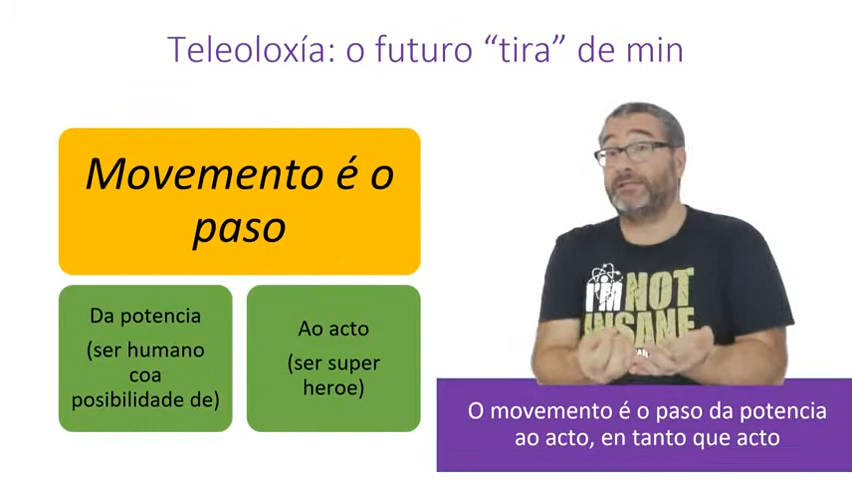 Teleoloxía: o futuro “tira” de min
Movemento é o
paso
Da potencia
(ser humano
coa
posibilidade de)
Ao acto
(ser super
heroe)
I'M NOT
INSANE
O movemento é o paso da potencia
ao acto, en tanto que acto